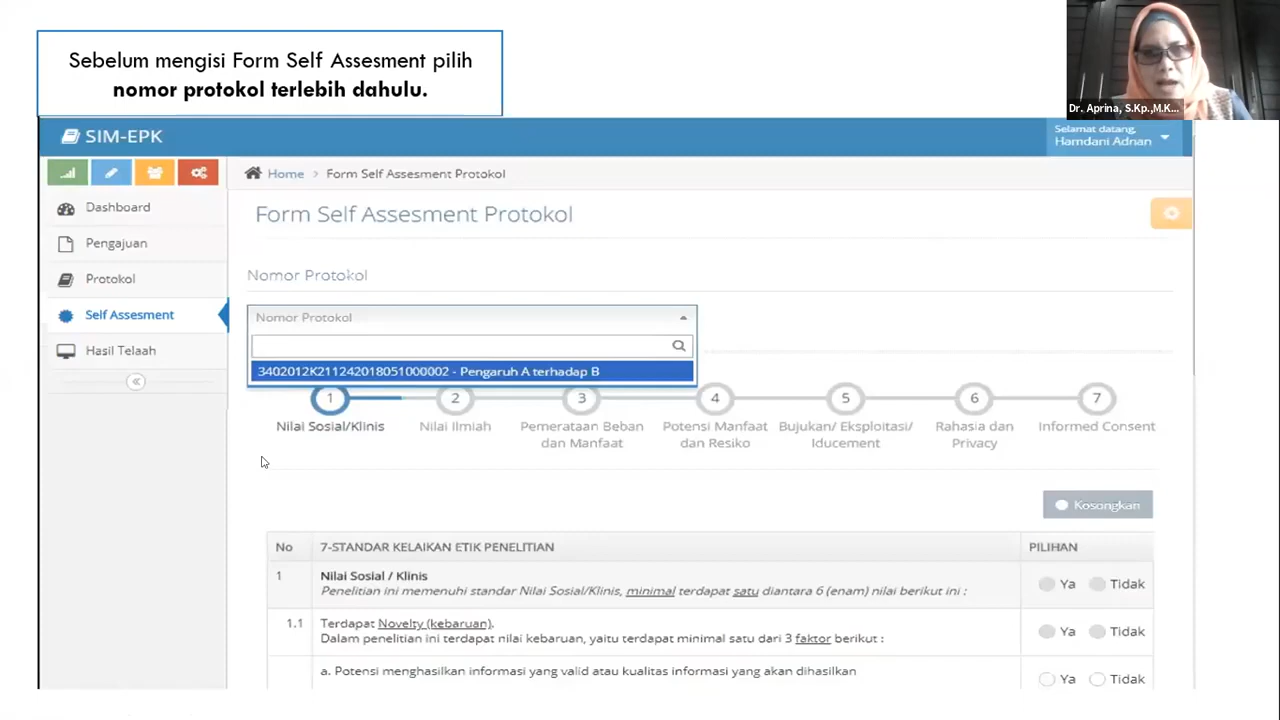 Sebelum mengisi Form Self Assesment pilih
nomor protokol terlebih dahulu.
Dr. Aprina, S.Kp.,M.K...
SIM-EPK
Selamat datang,
Hamdani Adnan
Home > Form Self Assesment Protokol
Dashboard
Pengajuan
Protokol
Self Assesment
Hasil Telaah
Form Self Assesment Protokol
Nomor Protokol
Nomor Protokol
3402012K211242018051000002 - Pengaruh A terhadap B
1 2 3 4 5 6 7
Nilai Sosial/Klinis
Nilai Ilmiah
Pemerataan Beban
dan Manfaat
Potensi Manfaat
dan Resiko
Bujukan/ Eksploitasi/
Iducement
Rahasia dan
Privacy
Informed Consent
Kosongkan
No 7-STANDAR KELAIKAN ETIK PENELITIAN PILIHAN
1 Nilai Sosial / Klinis
Penelitian ini memenuhi standar Nilai Sosial/Klinis, minimal terdapat satu diantara 6 (enam) nilai berikut ini :
Ya Tidak
1.1 Terdapat Novelty (kebaruan).
Dalam penelitian ini terdapat nilai kebaruan, yaitu terdapat minimal satu dari 3 faktor berikut :
Ya Tidak
a. Potensi menghasilkan informasi yang valid atau kualitas informasi yang akan dihasilkan
Ya Tidak